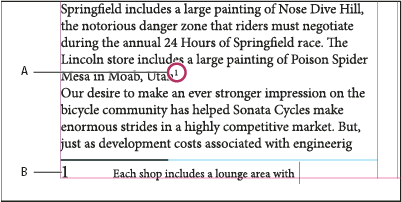 Springfield includes a large painting of Nose Dive Hill,
the notorious danger zone that riders must negotiate
during the annual 24 Hours of Springfield race. The
Lincoln store includes a large painting of Poison Spider
A
Mesa in Moab, Utah1
Our desire to make an ever stronger impression on the
bicycle community has helped Sonata Cycles make
enormous strides in a highly competitive market. But,
just as development costs associated with engineerig
B
1 Each shop includes a lounge area with